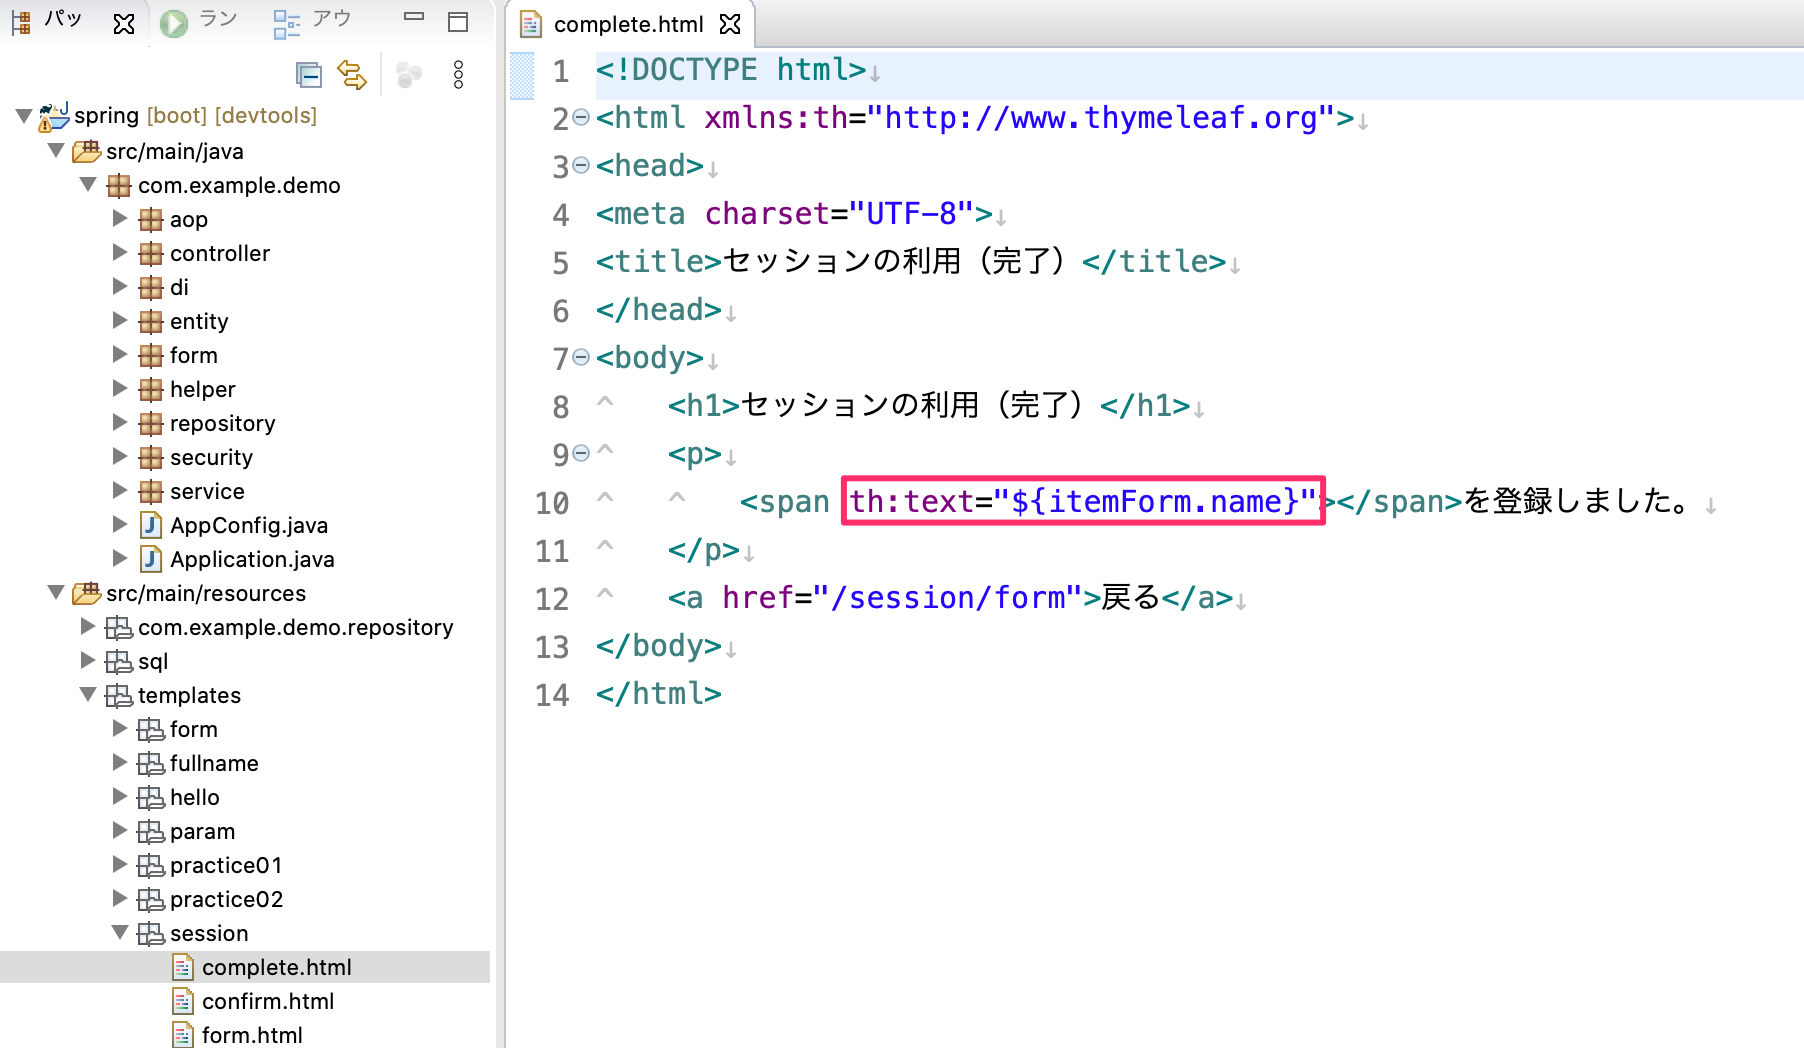 パッ ラン アウ
spring [boot] [devtools]
src/main/java
com.example.demo
aop
controller
di
entity
form
helper
repository
security
service
AppConfig.java
Application.java
src/main/resources
com.example.demo.repository
sql
templates
form
fullname
hello
param
practice01
practice02
session
complete.html
confirm.html
form.html
complete.html
1 <!DOCTYPE html>↓
2 <html xmlns:th="http://www.thymeleaf.org">↓
3 <head>↓
4 <meta charset="UTF-8">↓
5 <title>セッションの利用（完了）</title>↓
6 </head>↓
7 <body>↓
8 ^ <h1>セッションの利用（完了）</h1>↓
9 ^ <p>↓
10 ^ ^ <span th:text="${itemForm.name}"></span>を登録しました。↓
11 ^ </p>↓
12 ^ <a href="/session/form">戻る</a>↓
13 </body>↓
14 </html>